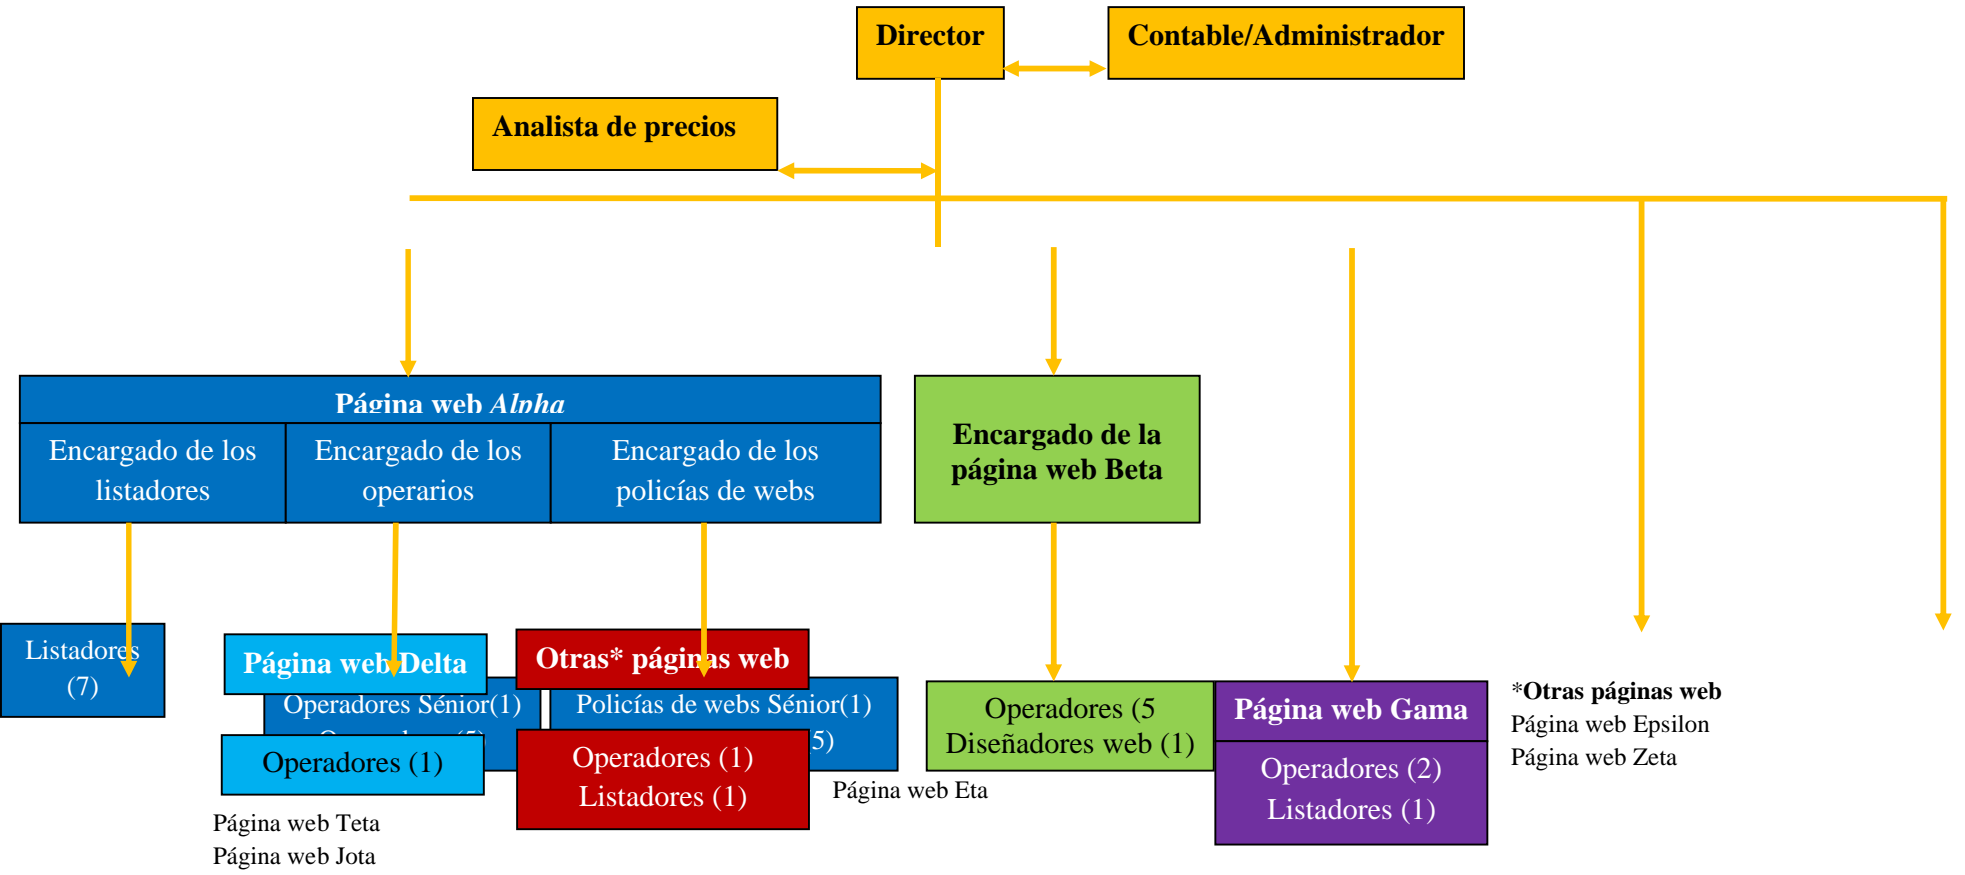 Director
Contable/Administrador
Analista de precios
Página web Alpha
Encargado de los
listadores
Encargado de los
operarios
Encargado de los
policías de webs
Encargado de la
página web Beta
Listadores
(7)
Página web Delta
Otras* páginas web
Operadores Sénior(1)
Policías de webs Sénior(1)
(5)
5)
Operadores (1)
Operadores (1)
Listadores (1)
Operadores (5
Diseñadores web (1)
Página web Gama
Operadores (2)
Listadores (1)
*Otras páginas web
Página web Epsilon
Página web Zeta
Página web Eta
Página web Teta
Página web Jota